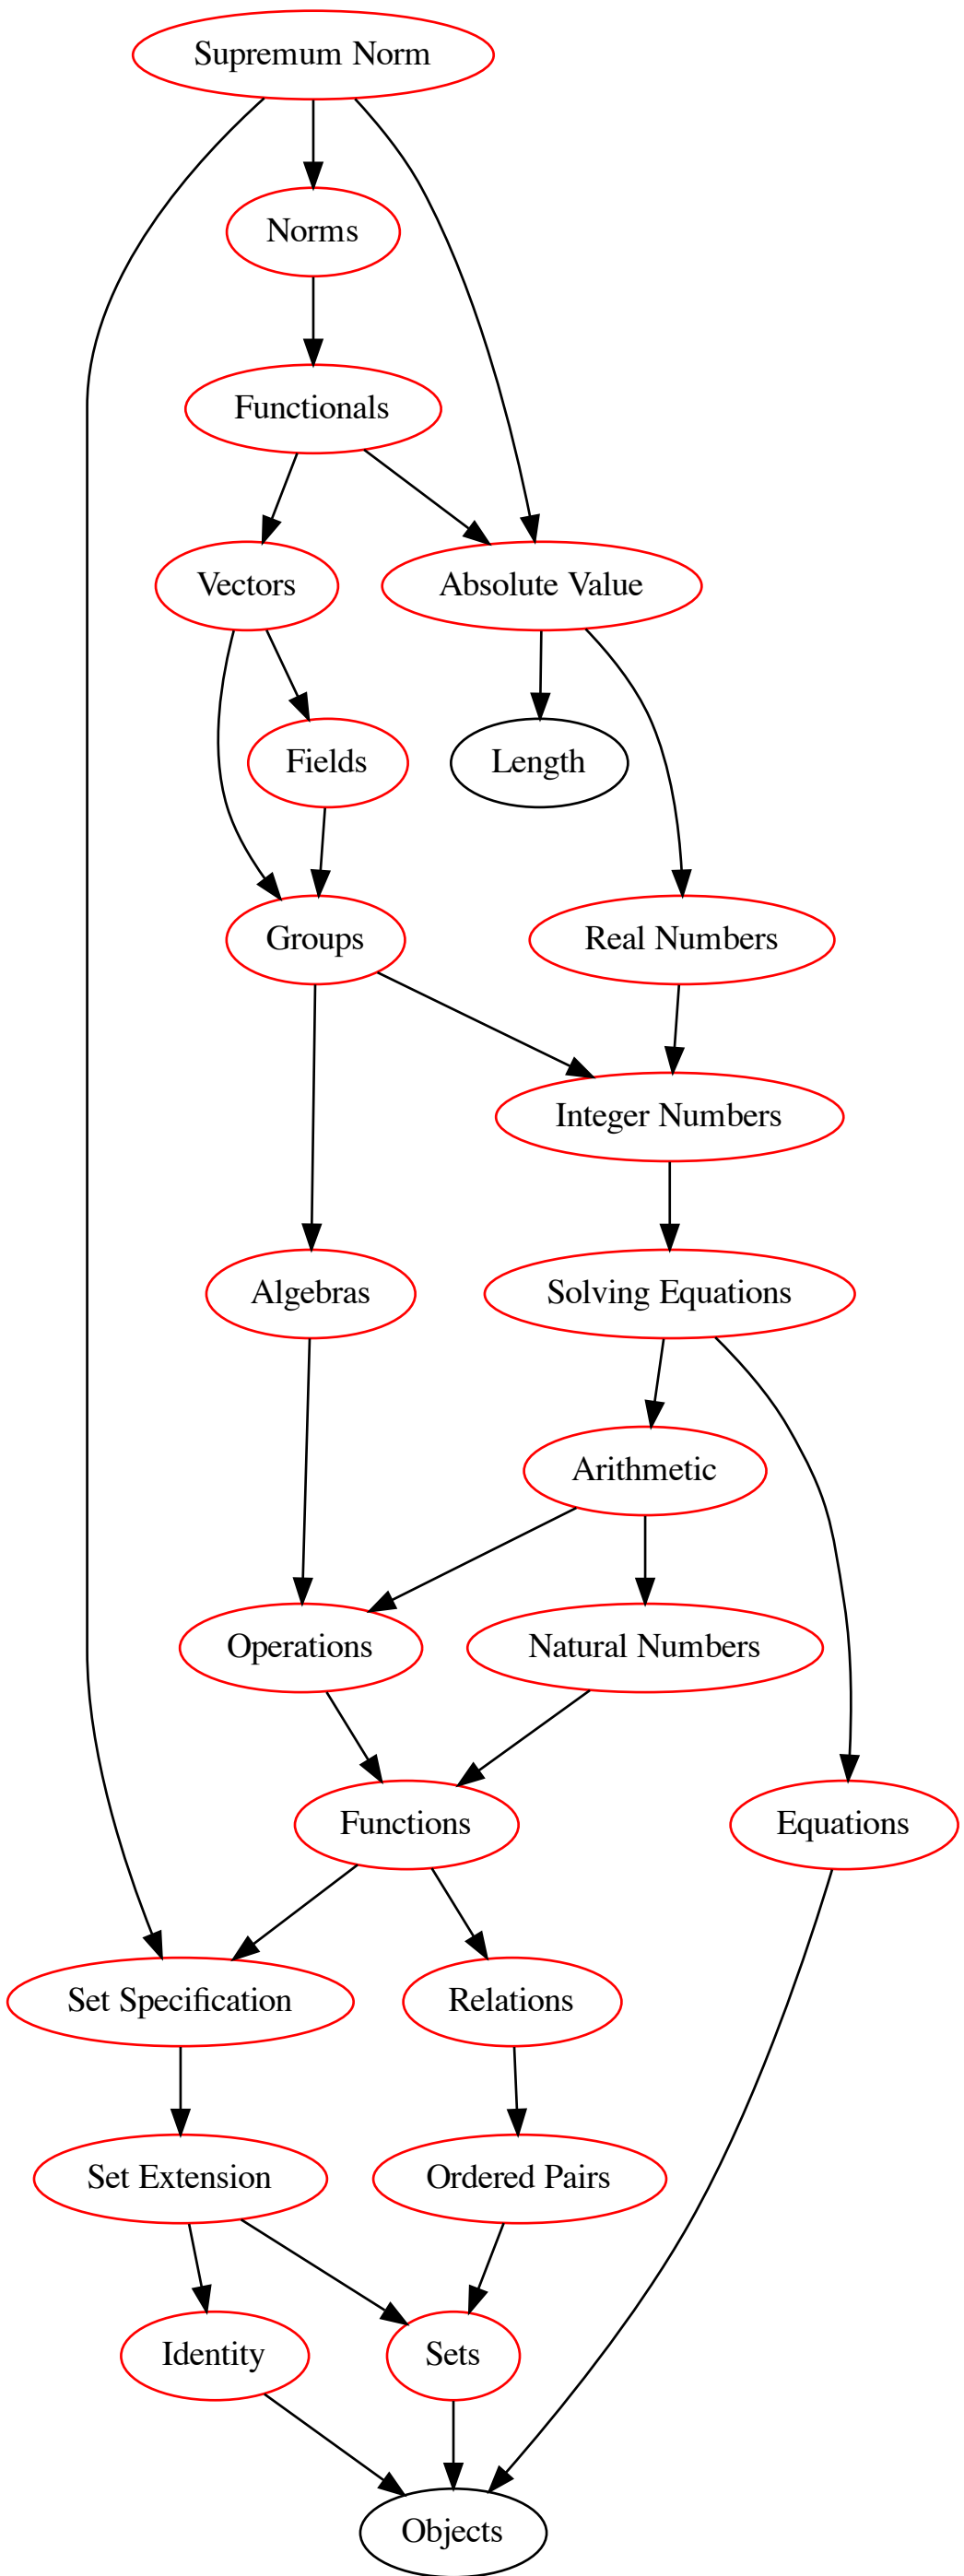 Supremum Norm
Norms
Functionals
Vectors
Absolute Value
Fields
Length
Groups
Real Numbers
Integer Numbers
Algebras
Solving Equations
Arithmetic
Operations
Natural Numbers
Functions
Equations
Set Specification
Relations
Set Extension
Ordered Pairs
Identity
Sets
Objects